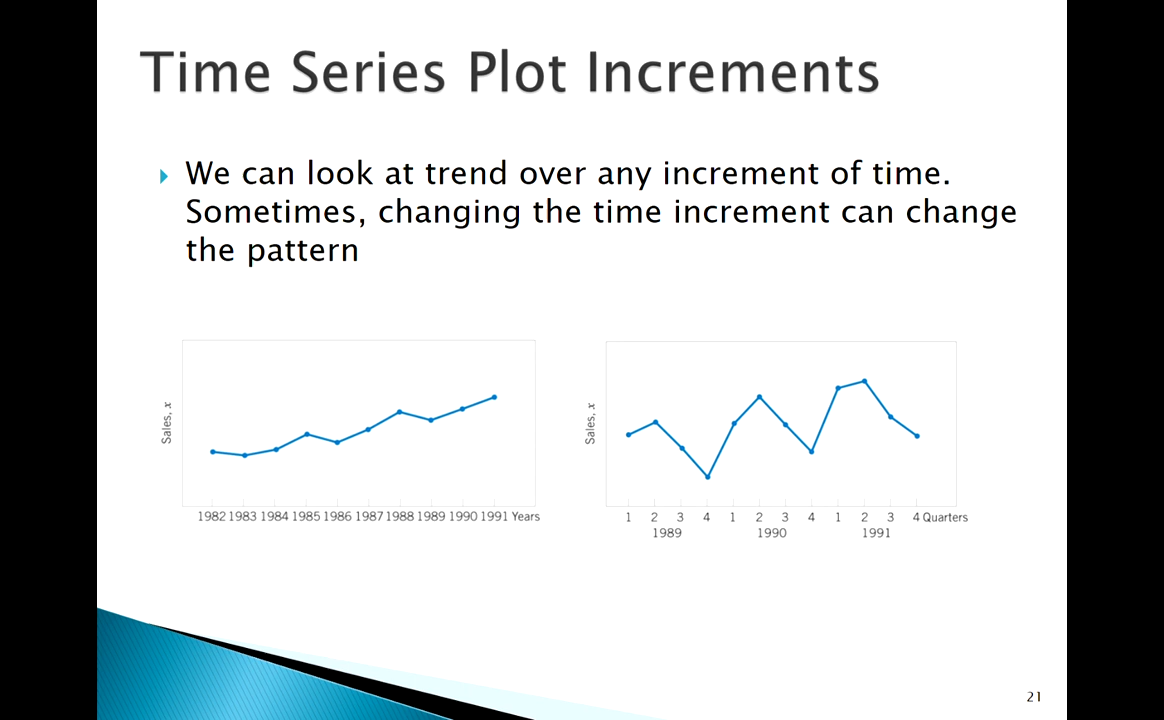 Time Series Plot Increments
We can look at trend over any increment of time.
Sometimes, changing the time increment can change
the pattern
Sales, x
1982 1983 1984 1985 1986 1987 1988 1989 1990 1991 Years
Sales, x
1 2 3 4 1 2 3 4 1 2 3 4 Quarters
1989 1990 1991
21